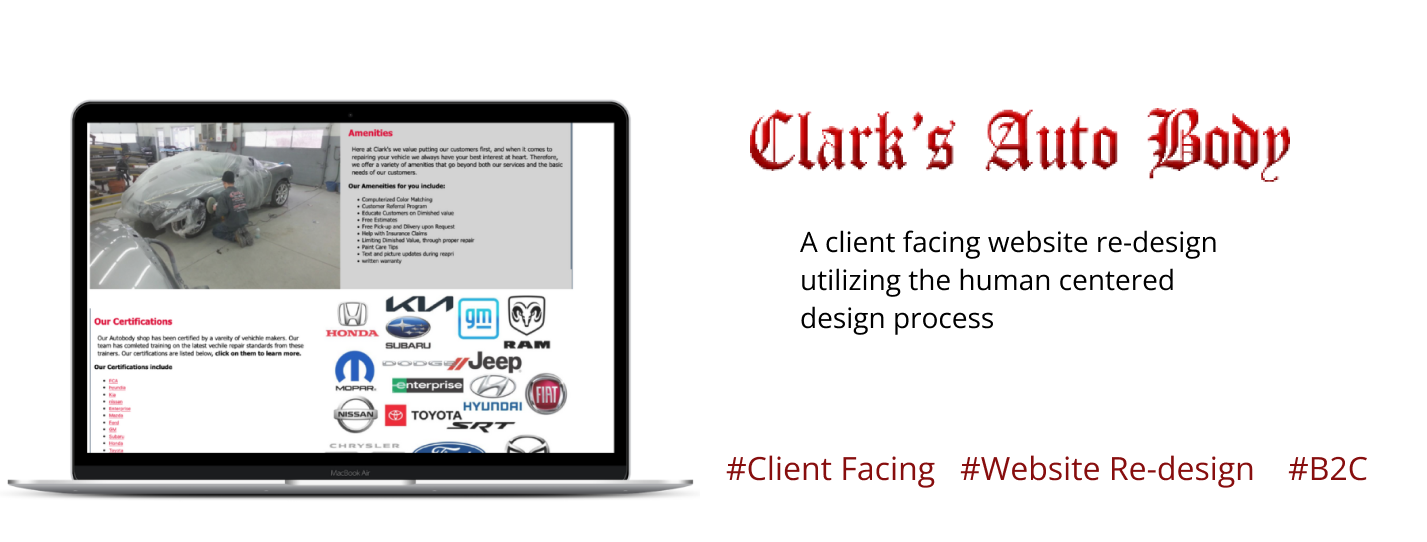 Clark's Auto Body
A client facing website re-design
utilizing the human centered
design process
#Client Facing #Website Re-design #B2C
Amenities
Here at Clark's we value putting our customers first, and when it comes to
repairing your vehicle we always have your best interest at heart. Therefore,
we offer a variety of amenities that go beyond both our services and the basic
needs of our customers.
Our Ameneities for you include:
Computerized Color Matching
Customer Referral Program
Educate Customers on Dimished value
Free Estimates
Free Pick-up and Dilivery upon Request
Help with Insurance Claims
Limiting Dimished Value, through proper repair
Paint Care Tips
Text and picture updates during reapri
written warranty
Our Certifications
Our Autobody shop has been certified by a varnity of vehichle makers. Our
team has comleted training on the latest vechile repair standards from these
trainers. Our certifications are listed below, click on them to learn more.
Our Certifications include
FCA
Hyundai
Kia
nissan
Enterprise
Mazda
Ford
GM
Subaru
Honda
Toyota
HONDA
KIA
SUBARU
gm
RAM
MOPAR
DODGE
Jeep
enterprise
HYUNDAI
FIAT
NISSAN
TOYOTA
SRT
CHRYSLER
Ford
MacBook Air